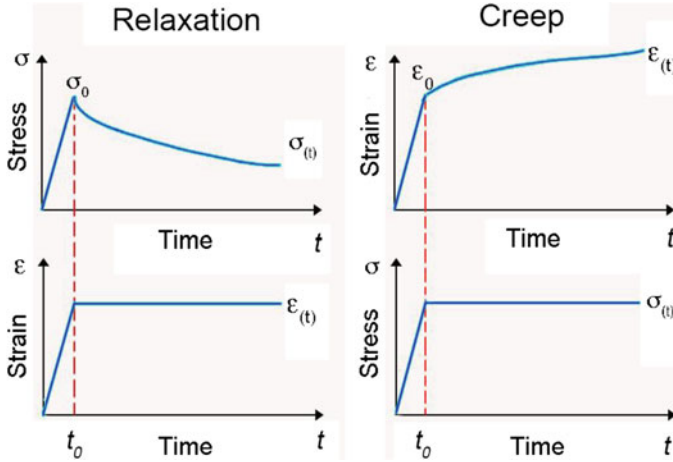 Relaxation
σ
σ₀
Stress
σ(t)
Time
t
ε
Strain
ε(t)
t₀
Time
t
Creep
ε
ε₀
Strain
ε(t)
Time
t
σ
Stress
σ(t)
t₀
Time
t